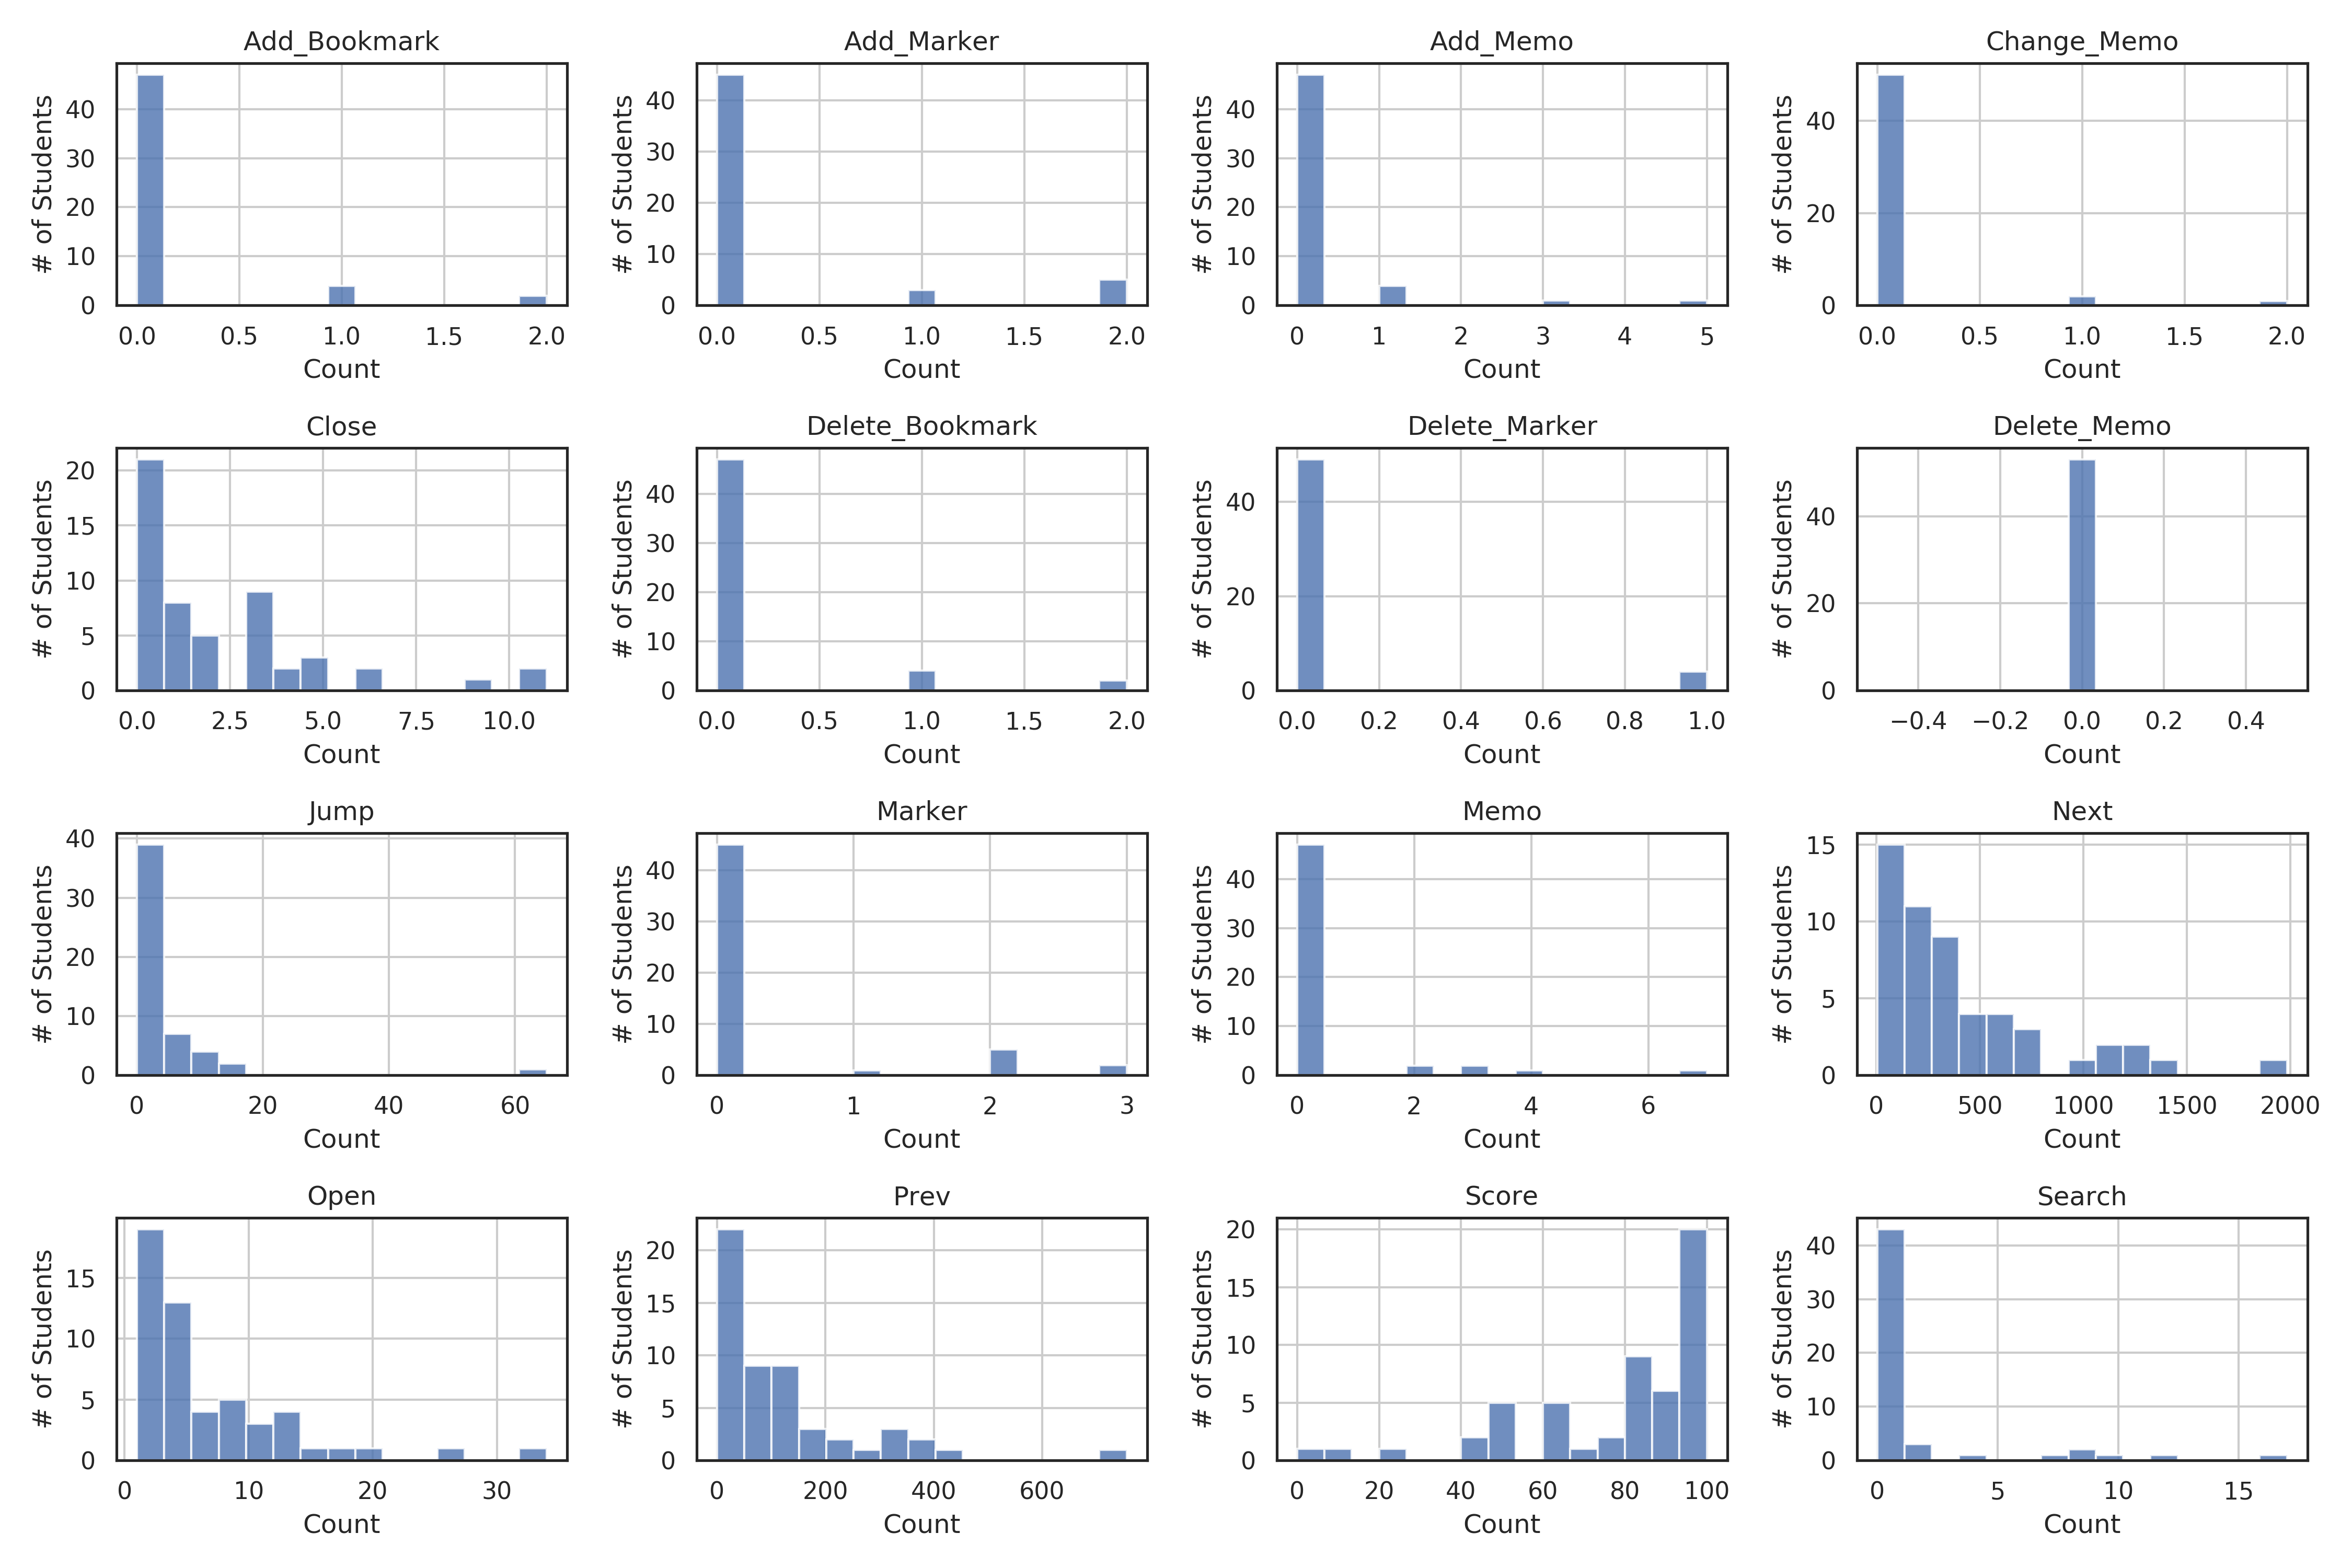 Add_Bookmark
# of Students
40
30
20
10
0
0.0 0.5 1.0 1.5 2.0
Count
Add_Marker
# of Students
40
30
20
10
0
0.0 0.5 1.0 1.5 2.0
Count
Add_Memo
# of Students
40
30
20
10
0
0 1 2 3 4 5
Count
Change_Memo
# of Students
40
20
0
0.0 0.5 1.0 1.5 2.0
Count
Close
# of Students
20
15
10
5
0
0.0 2.5 5.0 7.5 10.0
Count
Delete_Bookmark
# of Students
40
30
20
10
0
0.0 0.5 1.0 1.5 2.0
Count
Delete_Marker
# of Students
40
20
0
0.0 0.2 0.4 0.6 0.8 1.0
Count
Delete_Memo
# of Students
40
20
0
−0.4 −0.2 0.0 0.2 0.4
Count
Jump
# of Students
40
30
20
10
0
0 20 40 60
Count
Marker
# of Students
40
30
20
10
0
0 1 2 3
Count
Memo
# of Students
40
30
20
10
0
0 2 4 6
Count
Next
# of Students
15
10
5
0
0 500 1000 1500 2000
Count
Open
# of Students
15
10
5
0
0 10 20 30
Count
Prev
# of Students
20
15
10
5
0
0 200 400 600
Count
Score
# of Students
20
15
10
5
0
0 20 40 60 80 100
Count
Search
# of Students
40
30
20
10
0
0 5 10 15
Count